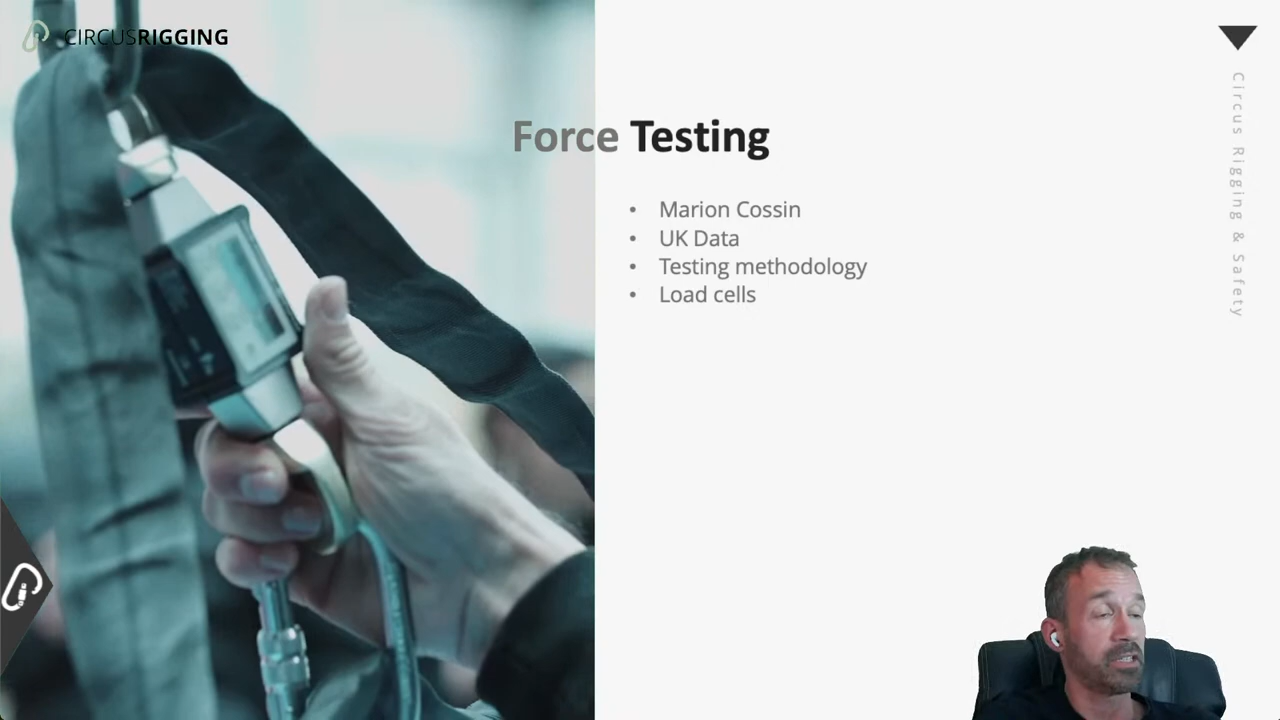 CIRCUSRIGGING
Force Testing
• Marion Cossin
• UK Data
• Testing methodology
• Load cells
Circus Rigging & Safety